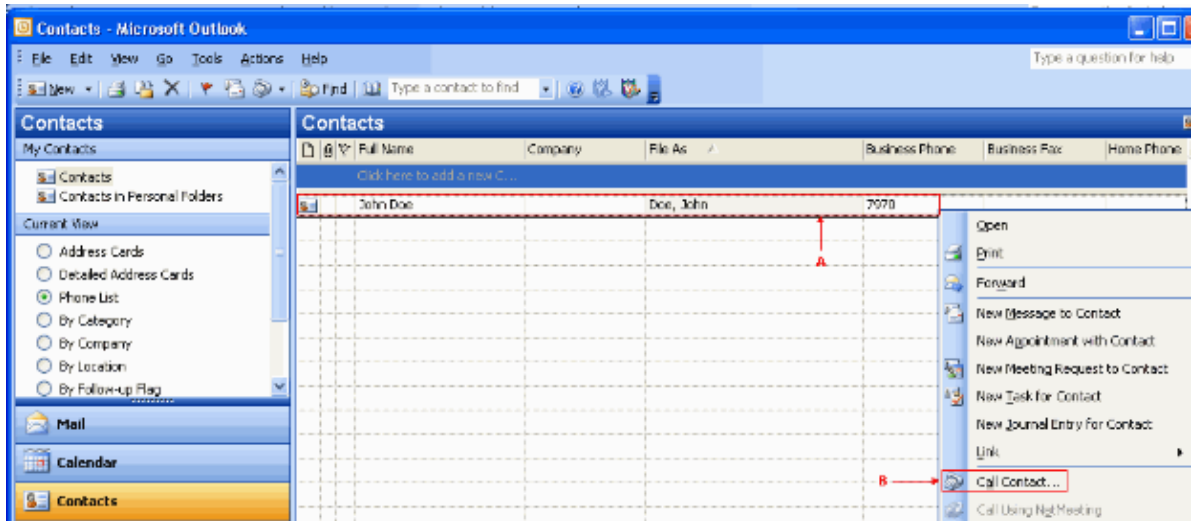 Contacts - Microsoft Outlook
File Edit View Go Tools Actions Help
Type a question for help
New Find Type a contact to find
Contacts
My Contacts
Contacts
Contacts in Personal Folders
Current View
Address Cards
Detailed Address Cards
Phone List
By Category
By Company
By Location
By Follow-up Flag
Mail
Calendar
Contacts
Contacts
Full Name Company File As Business Phone Business Fax Home Phone
Click here to add a new C...
John Doe Doe, John 7970
A
Open
Print
Forward
New Message to Contact
New Appointment with Contact
New Meeting Request to Contact
New Task for Contact
New Journal Entry for Contact
Link
B Call Contact...
Call Using NetMeeting